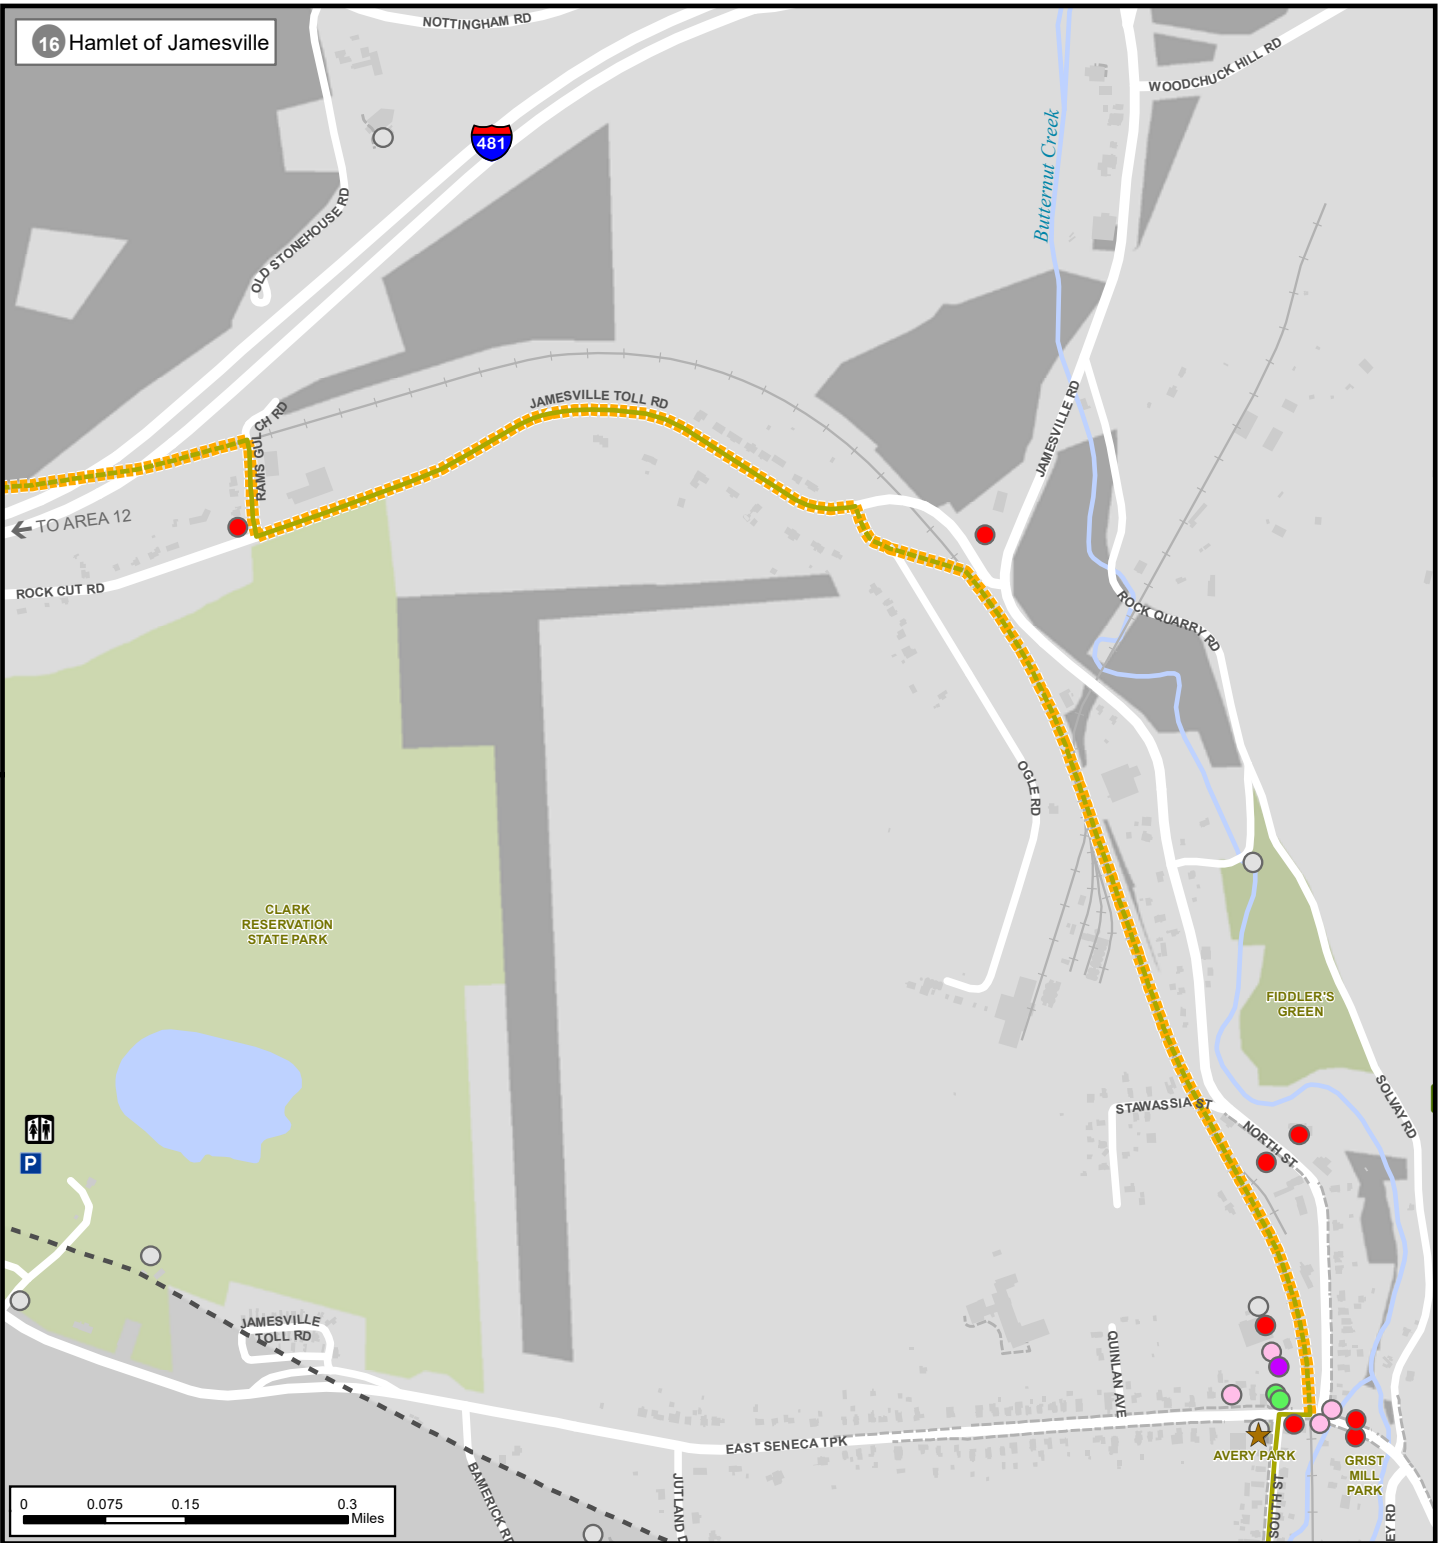 NOTTINGHAM RD
16 Hamlet of Jamesville
WOODCHUCK HILL RD
481
Butternut Creek
OLD STONEHOUSE RD
JAMESVILLE TOLL RD
JAMESVILLE RD
RAMS GULCH RD
TO AREA 12
ROCK CUT RD
ROCK QUARRY RD
OGLE RD
CLARK
RESERVATION
STATE PARK
FIDDLER'S
GREEN
SOLVAY RD
STAWASSIA ST
NORTH ST
P
JAMESVILLE
TOLL RD
QUINLAN AVE
EAST SENECA TPK
AVERY PARK
GRIST
MILL
PARK
BAMERICK RD
JUTLAND
SOUTH ST
EY RD
0 0.075 0.15 0.3
Miles